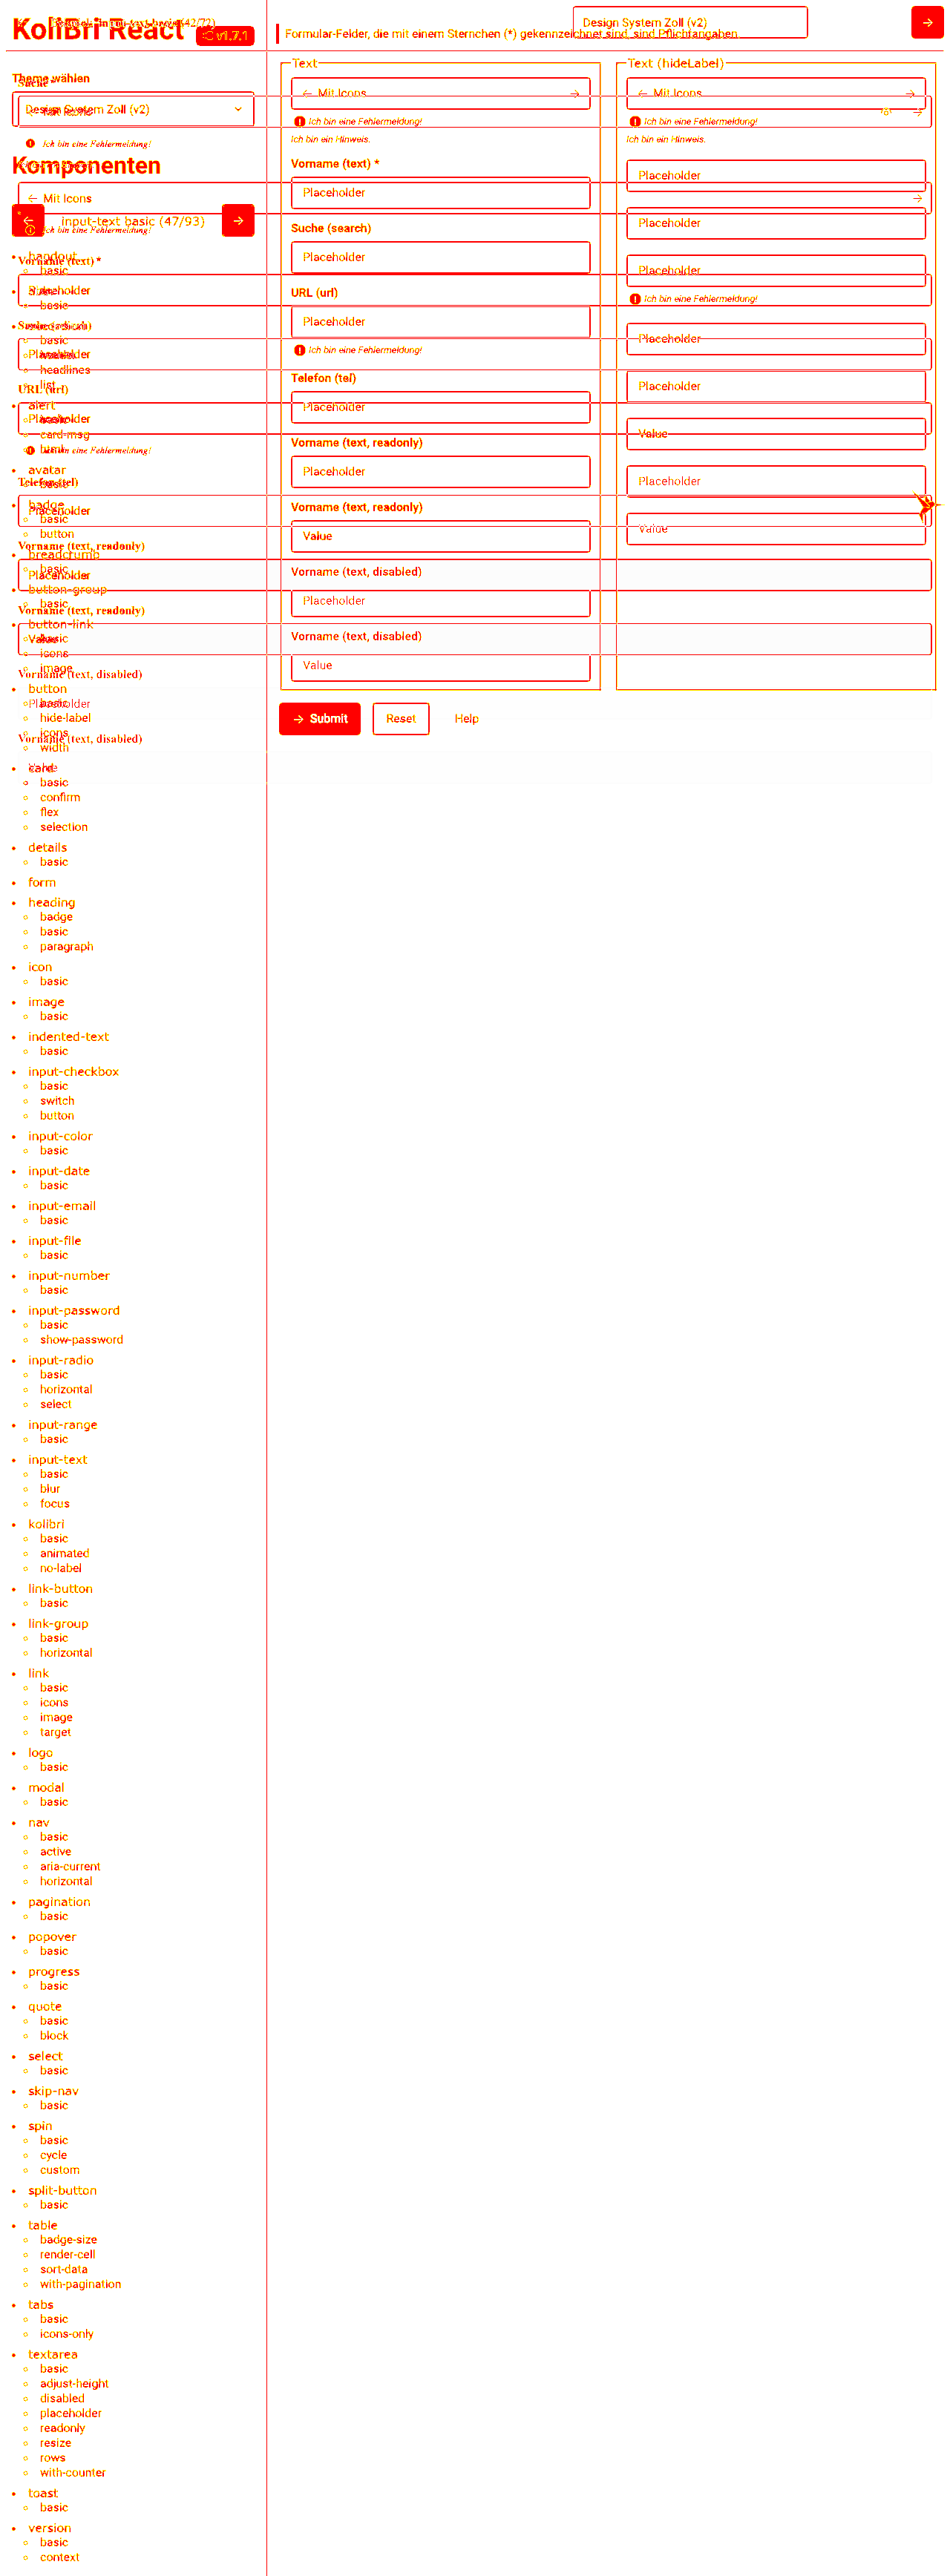 KoliBri React
v1.7.1
Theme wählen
Design System Zoll (v2)
Ich bin eine Fehlermeldung!
Komponenten
Mit Icons
input-text basic (47/93)
Ich bin eine Fehlermeldung!
handout
basic
Vorname (text) *
Placeholder
basic
basic
Placeholder
headlines
list
URL (url)
alert
Placeholder
card-msg
html
Ich bin eine Fehlermeldung!
avatar
basic
Telefon (tel)
badge
Placeholder
basic
button
Vorname (text, readonly)
breadcrumb
basic
Placeholder
button-group
basic
Vorname (text, readonly)
button-link
Value
basic
icons
image
Vorname (text, disabled)
button
basic
Placeholder
hide-label
icons
width
Vorname (text, disabled)
card
Value
basic
confirm
flex
selection
details
basic
form
heading
badge
basic
paragraph
icon
basic
image
basic
indented-text
basic
input-checkbox
basic
switch
button
input-color
basic
input-date
basic
input-email
basic
input-file
basic
input-number
basic
input-password
basic
show-password
input-radio
basic
horizontal
select
input-range
basic
input-text
basic
blur
focus
kolibri
basic
animated
no-label
link-button
basic
link-group
basic
horizontal
link
basic
icons
image
target
logo
basic
modal
basic
nav
basic
active
aria-current
horizontal
pagination
basic
popover
basic
progress
basic
quote
basic
block
select
basic
skip-nav
basic
spin
basic
cycle
custom
split-button
basic
table
badge-size
render-cell
sort-data
with-pagination
tabs
basic
icons-only
textarea
basic
adjust-height
disabled
placeholder
readonly
resize
rows
with-counter
toast
basic
version
basic
context
Design System Zoll (v2)
Formular-Felder, die mit einem Sternchen (*) gekennzeichnet sind, sind Pflichtangaben
Text
Mit Icons
Ich bin eine Fehlermeldung!
Ich bin ein Hinweis.
Vorname (text) *
Placeholder
Suche (search)
Placeholder
URL (url)
Placeholder
Ich bin eine Fehlermeldung!
Telefon (tel)
Placeholder
Vorname (text, readonly)
Placeholder
Vorname (text, readonly)
Value
Vorname (text, disabled)
Placeholder
Vorname (text, disabled)
Value
Submit
Reset
Help
Text (hideLabel)
Mit Icons
Ich bin eine Fehlermeldung!
Ich bin ein Hinweis.
Placeholder
Placeholder
Placeholder
Ich bin eine Fehlermeldung!
Placeholder
Placeholder
Value
Placeholder
Value